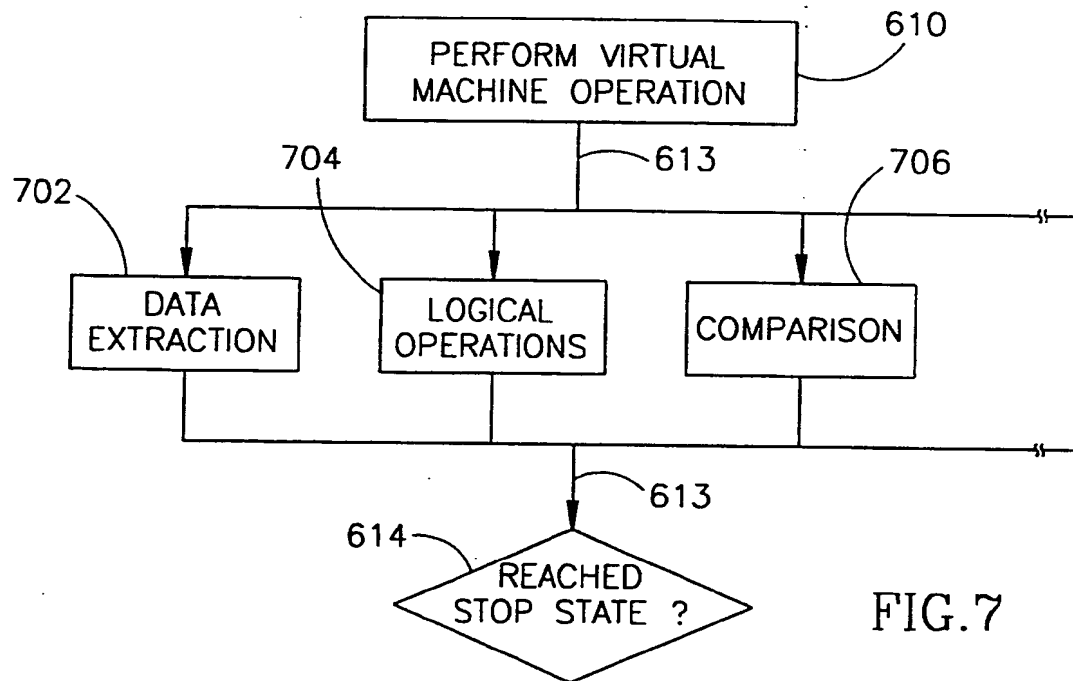 610
PERFORM VIRTUAL
MACHINE OPERATION
613
704
706
702
DATA
EXTRACTION
LOGICAL
OPERATIONS
COMPARISON
613
614
REACHED
STOP STATE ?
FIG.7